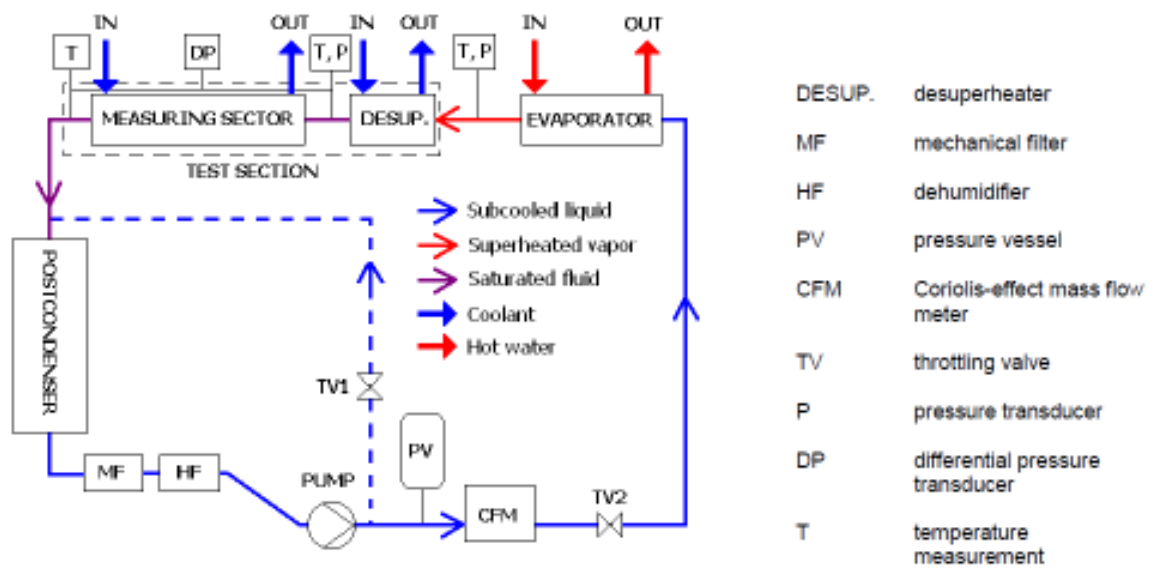 IN
OUT
IN
OUT
IN
OUT
T
DP
T, P
T, P
MEASURING SECTOR
DESUP.
EVAPORATOR
TEST SECTION
Subcooled liquid
Superheated vapor
Saturated fluid
Coolant
Hot water
POSTCONDENSER
TV1
PV
MF
HF
PUMP
CFM
TV2
DESUP. desuperheater
MF mechanical filter
HF dehumidifier
PV pressure vessel
CFM Coriolis-effect mass flow
meter
TV throttling valve
P pressure transducer
DP differential pressure
transducer
T temperature
measurement